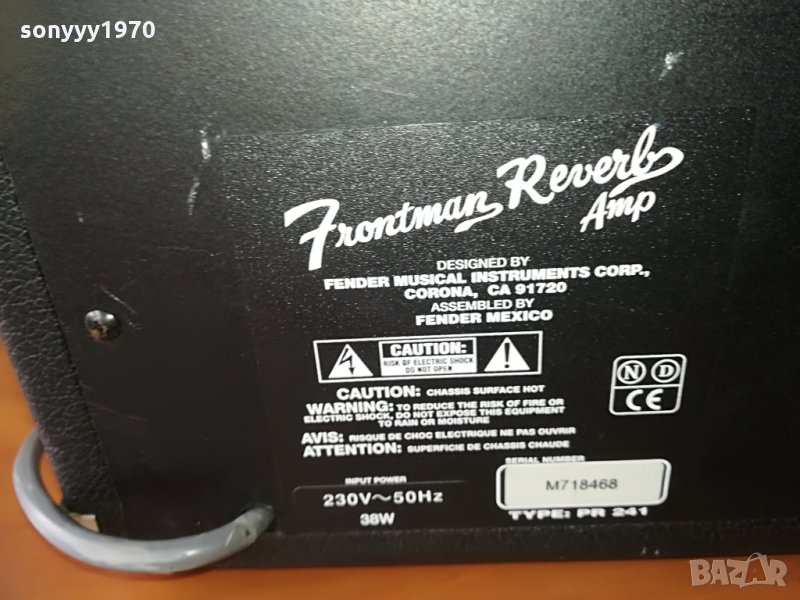 sonyyy1970
Frontman Reverb
Amp
DESIGNED BY
FENDER MUSICAL INSTRUMENTS CORP.,
CORONA, CA 91720
ASSEMBLED BY
FENDER MEXICO
CAUTION:
RISK OF ELECTRIC SHOCK
DO NOT OPEN
CAUTION: CHASSIS SURFACE HOT
WARNING: TO REDUCE THE RISK OF FIRE OR
ELECTRIC SHOCK, DO NOT EXPOSE THIS EQUIPMENT
TO RAIN OR MOISTURE
AVIS: RISQUE DE CHOC ELECTRIQUE NE PAS OUVRIR
ATTENTION: SUPERFICIE DE CHASSIS CHAUDE
N D
CE
SERIAL NUMBER
M718468
TYPE: PR 241
INPUT POWER
230V~50Hz
38W
BAZAR